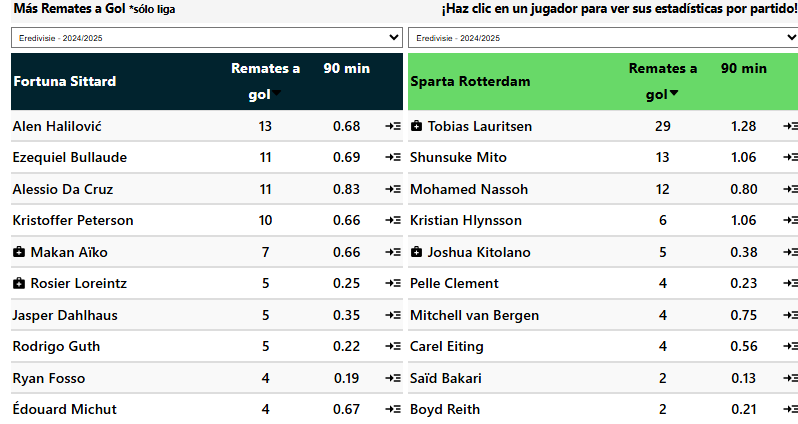 Más Remates a Gol *sólo liga
¡Haz clic en un jugador para ver sus estadísticas por partido!
Eredivisie - 2024/2025
Eredivisie - 2024/2025
Fortuna Sittard Remates a gol 90 min
Alen Halilović 13 0.68
Ezequiel Bullaude 11 0.69
Alessio Da Cruz 11 0.83
Kristoffer Peterson 10 0.66
Makan Aïko 7 0.66
Rosier Loreintz 5 0.25
Jasper Dahlhaus 5 0.35
Rodrigo Guth 5 0.22
Ryan Fosso 4 0.19
Édouard Michut 4 0.67
Sparta Rotterdam Remates a gol 90 min
Tobias Lauritsen 29 1.28
Shunsuke Mito 13 1.06
Mohamed Nassoh 12 0.80
Kristian Hlynsson 6 1.06
Joshua Kitolano 5 0.38
Pelle Clement 4 0.23
Mitchell van Bergen 4 0.75
Carel Eiting 4 0.56
Saïd Bakari 2 0.13
Boyd Reith 2 0.21